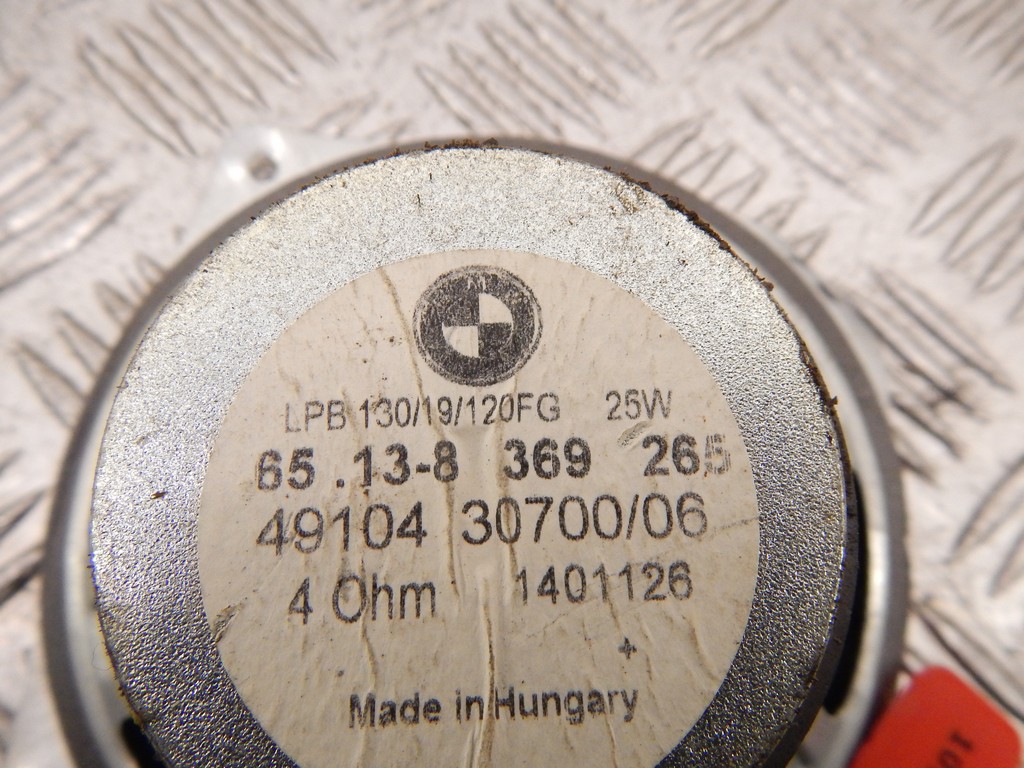 LPB 130/19/120FG 25W
65 .13-8 369 265
49104 30700/06
4 Ohm 1401126
+
Made in Hungary